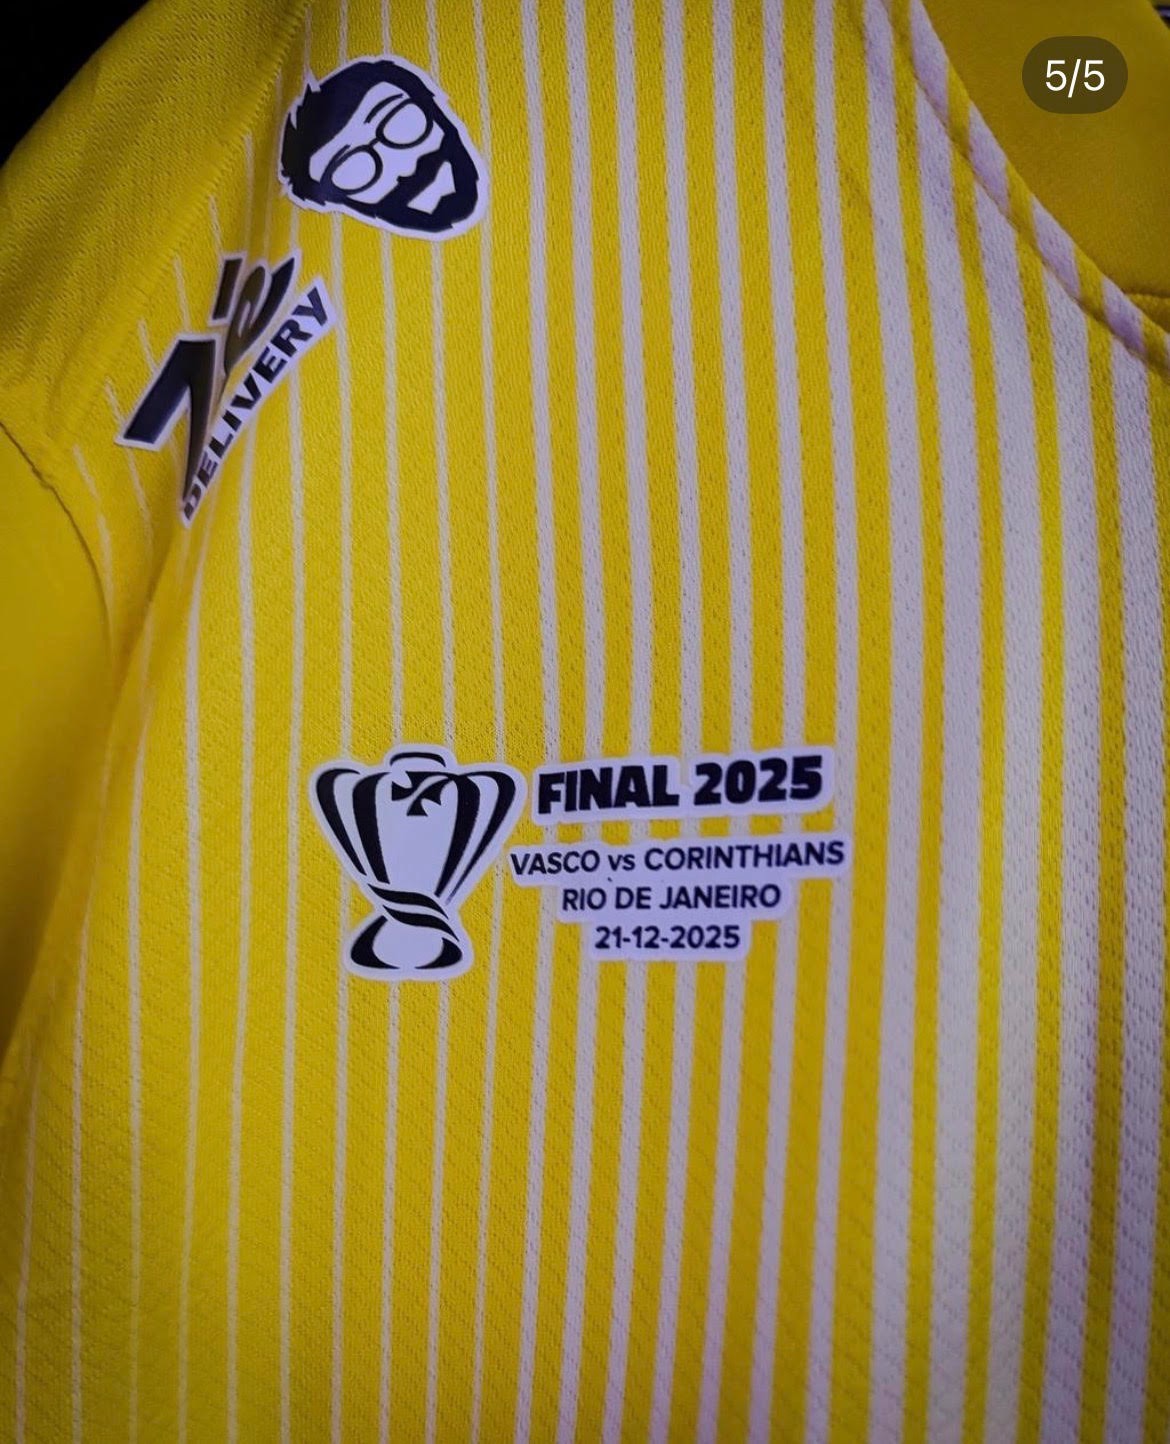 5/5
Zé
DELIVERY
FINAL 2025
VASCO vs CORINTHIANS
RIO DE JANEIRO
21-12-2025